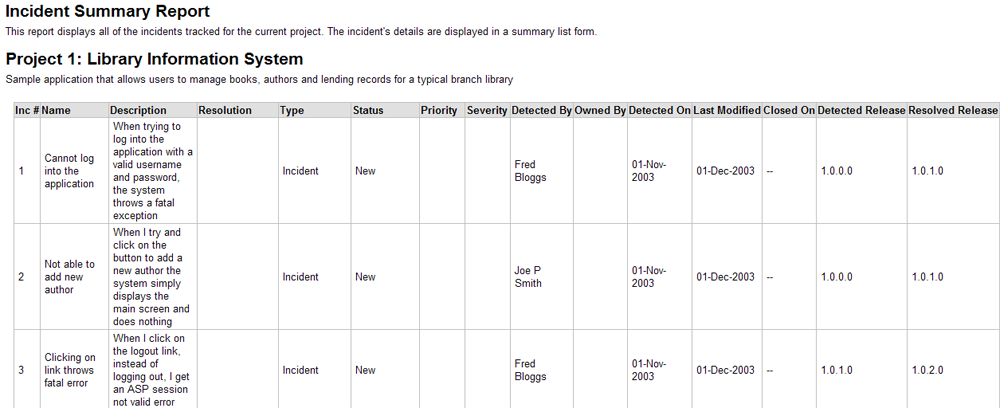 Incident Summary Report
This report displays all of the incidents tracked for the current project. The incident's details are displayed in a summary list form.
Project 1: Library Information System
Sample application that allows users to manage books, authors and lending records for a typical branch library
Inc # Name Description Resolution Type Status Priority Severity Detected By Owned By Detected On Last Modified Closed On Detected Release Resolved Release
1
Cannot log
into the
application
When trying to
log into the
application with a
valid username
and password,
the system
throws a fatal
exception
Incident
New
Fred
Bloggs
01-Nov-
2003
01-Dec-2003
--
1.0.0.0
1.0.1.0
2
Not able to
add new
author
When I try and
click on the
button to add a
new author the
system simply
displays the
main screen and
does nothing
Incident
New
Joe P
Smith
01-Nov-
2003
01-Dec-2003
--
1.0.0.0
1.0.1.0
3
Clicking on
link throws
fatal error
When I click on
the logout link,
instead of
logging out, I get
an ASP session
not valid error
Incident
New
Fred
Bloggs
01-Nov-
2003
01-Dec-2003
--
1.0.1.0
1.0.2.0